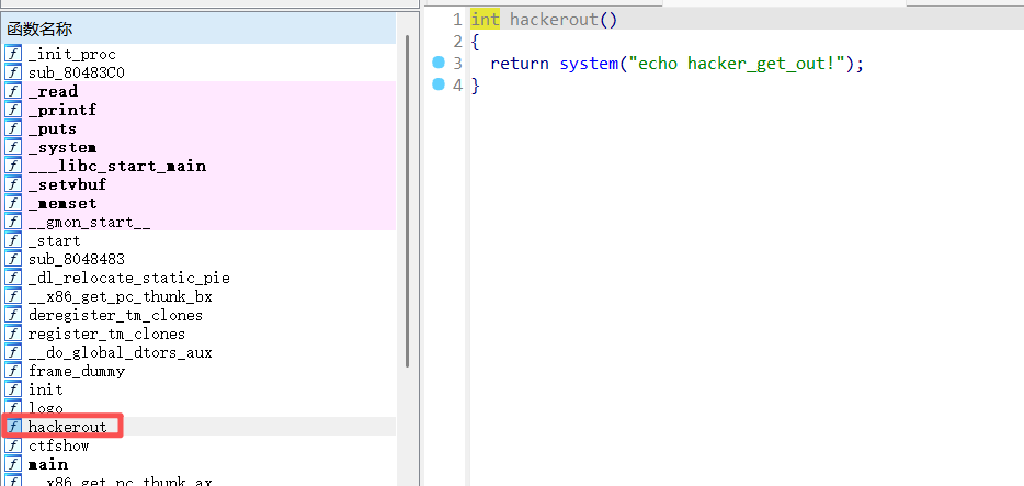 函数名称
f _init_proc
f sub_80483C0
f _read
f _printf
f _puts
f _system
f ___libc_start_main
f _setvbuf
f _memset
f __gmon_start__
f _start
f sub_8048483
f _dl_relocate_static_pie
f __x86_get_pc_thunk_bx
f deregister_tm_clones
f register_tm_clones
f __do_global_dtors_aux
f frame_dummy
f init
f logo
f hackerout
f ctfshow
f main
f __x86_get_pc_thunk_ax
1 int hackerout()
2 {
3 return system("echo hacker_get_out!");
4 }